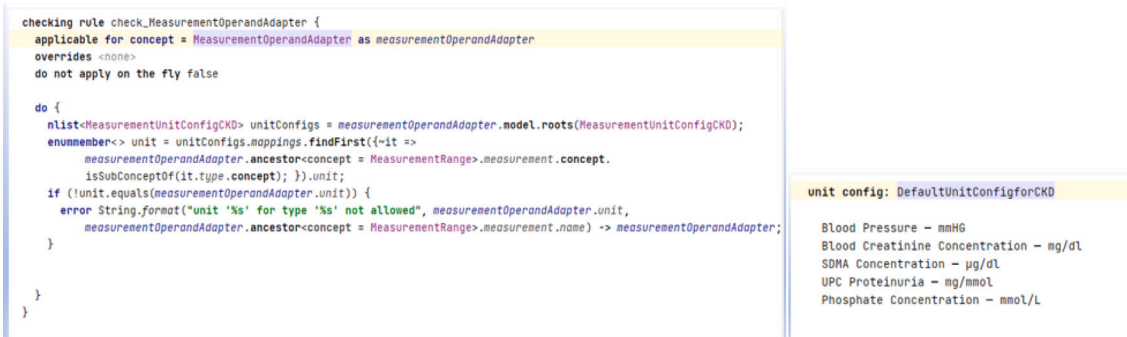 checking rule check_MeasurementOperandAdapter {
applicable for concept = MeasurementOperandAdapter as measurementOperandAdapter
overrides <none>
do not apply on the fly false
do {
nlist<MeasurementUnitConfigCKD> unitConfigs = measurementOperandAdapter.model.roots(MeasurementUnitConfigCKD);
enummember<> unit = unitConfigs.mappings.findFirst({~it =>
measurementOperandAdapter.ancestor<concept = MeasurementRange>.measurement.concept.
isSubConceptOf(it.type.concept); }).unit;
if (!unit.equals(measurementOperandAdapter.unit)) {
error String.format("unit '%s' for type '%s' not allowed", measurementOperandAdapter.unit,
measurementOperandAdapter.ancestor<concept = MeasurementRange>.measurement.name) -> measurementOperandAdapter;
}
}
}
unit config: DefaultUnitConfigforCKD
Blood Pressure — mmHG
Blood Creatinine Concentration — mg/dl
SDMA Concentration — µg/dl
UPC Proteinuria — mg/mmol
Phosphate Concentration — mmol/L